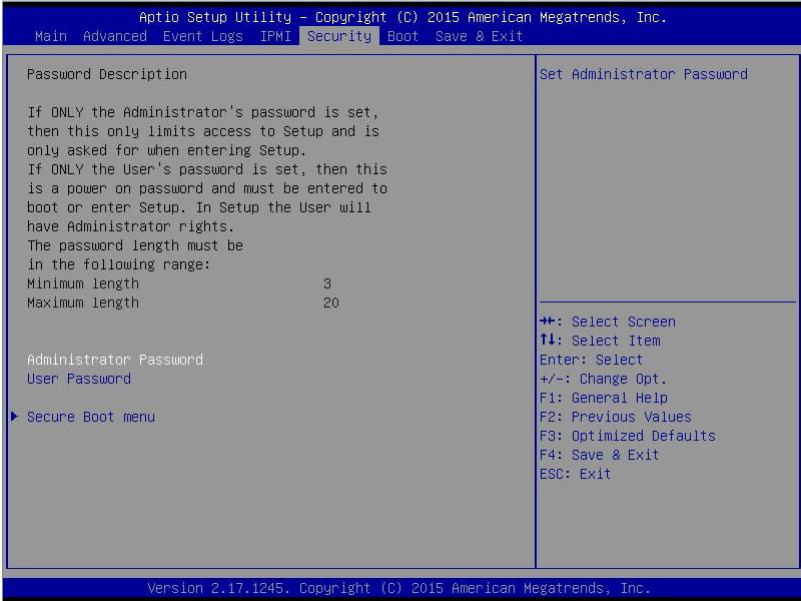 Aptio Setup Utility – Copyright (C) 2015 American Megatrends, Inc.
Main Advanced Event Logs IPMI Security Boot Save & Exit
Password Description
If ONLY the Administrator's password is set,
then this only limits access to Setup and is
only asked for when entering Setup.
If ONLY the User's password is set, then this
is a power on password and must be entered to
boot or enter Setup. In Setup the User will
have Administrator rights.
The password length must be
in the following range:
Minimum length 3
Maximum length 20
Administrator Password
User Password
Secure Boot menu
Set Administrator Password
→←: Select Screen
↑↓: Select Item
Enter: Select
+/-: Change Opt.
F1: General Help
F2: Previous Values
F3: Optimized Defaults
F4: Save & Exit
ESC: Exit
Version 2.17.1245. Copyright (C) 2015 American Megatrends, Inc.